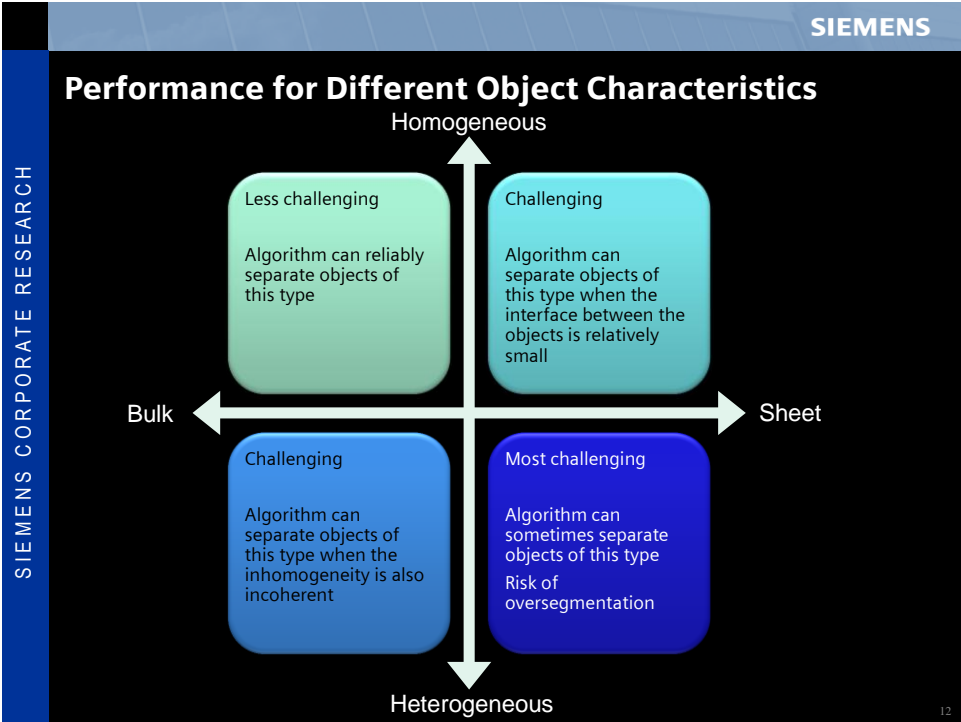 SIEMENS
SIEMENS CORPORATE RESEARCH
Performance for Different Object Characteristics
Homogeneous
Less challenging
Algorithm can reliably
separate objects of
this type
Challenging
Algorithm can
separate objects of
this type when the
interface between the
objects is relatively
small
Bulk
Sheet
Challenging
Algorithm can
separate objects of
this type when the
inhomogeneity is also
incoherent
Most challenging
Algorithm can
sometimes separate
objects of this type
Risk of
oversegmentation
Heterogeneous
12